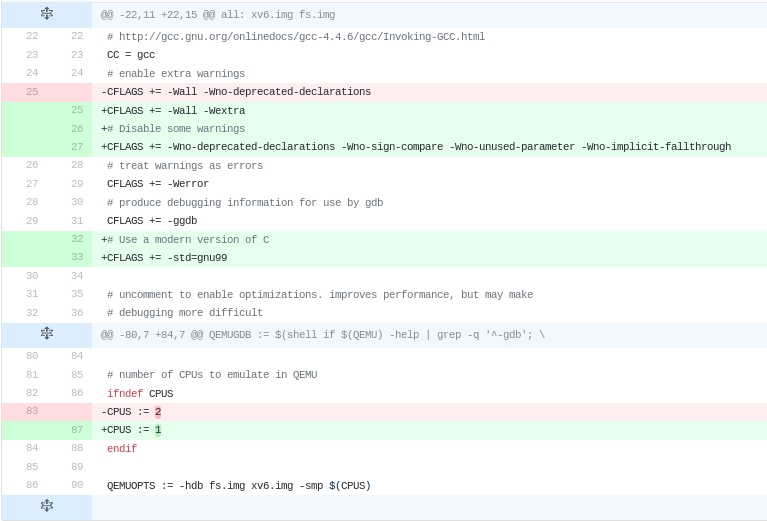 @@ -22,11 +22,15 @@ all: xv6.img fs.img
22 22 # http://gcc.gnu.org/onlinedocs/gcc-4.4.6/gcc/Invoking-GCC.html
23 23 CC = gcc
24 24 # enable extra warnings
25 -CFLAGS += -Wall -Wno-deprecated-declarations
25 +CFLAGS += -Wall -Wextra
26 +# Disable some warnings
27 +CFLAGS += -Wno-deprecated-declarations -Wno-sign-compare -Wno-unused-parameter -Wno-implicit-fallthrough
26 28 # treat warnings as errors
27 29 CFLAGS += -Werror
28 30 # produce debugging information for use by gdb
29 31 CFLAGS += -ggdb
32 +# Use a modern version of C
33 +CFLAGS += -std=gnu99
30 34
31 35 # uncomment to enable optimizations. improves performance, but may make
32 36 # debugging more difficult
@@ -80,7 +84,7 @@ QEMUGDB := $(shell if $(QEMU) -help | grep -q '^-gdb'; \
80 84
81 85 # number of CPUs to emulate in QEMU
82 86 ifndef CPUS
83 -CPUS := 2
87 +CPUS := 1
84 88 endif
85 89
86 90 QEMUOPTS := -hdb fs.img xv6.img -smp $(CPUS)